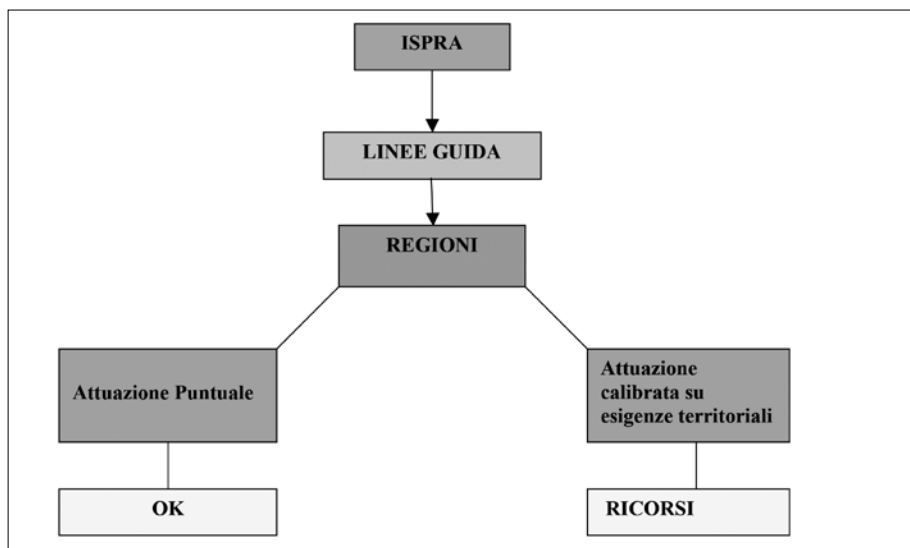 ISPRA
LINEE GUIDA
REGIONI
Attuazione Puntuale
Attuazione
calibrata su
esigenze territoriali
OK
RICORSI